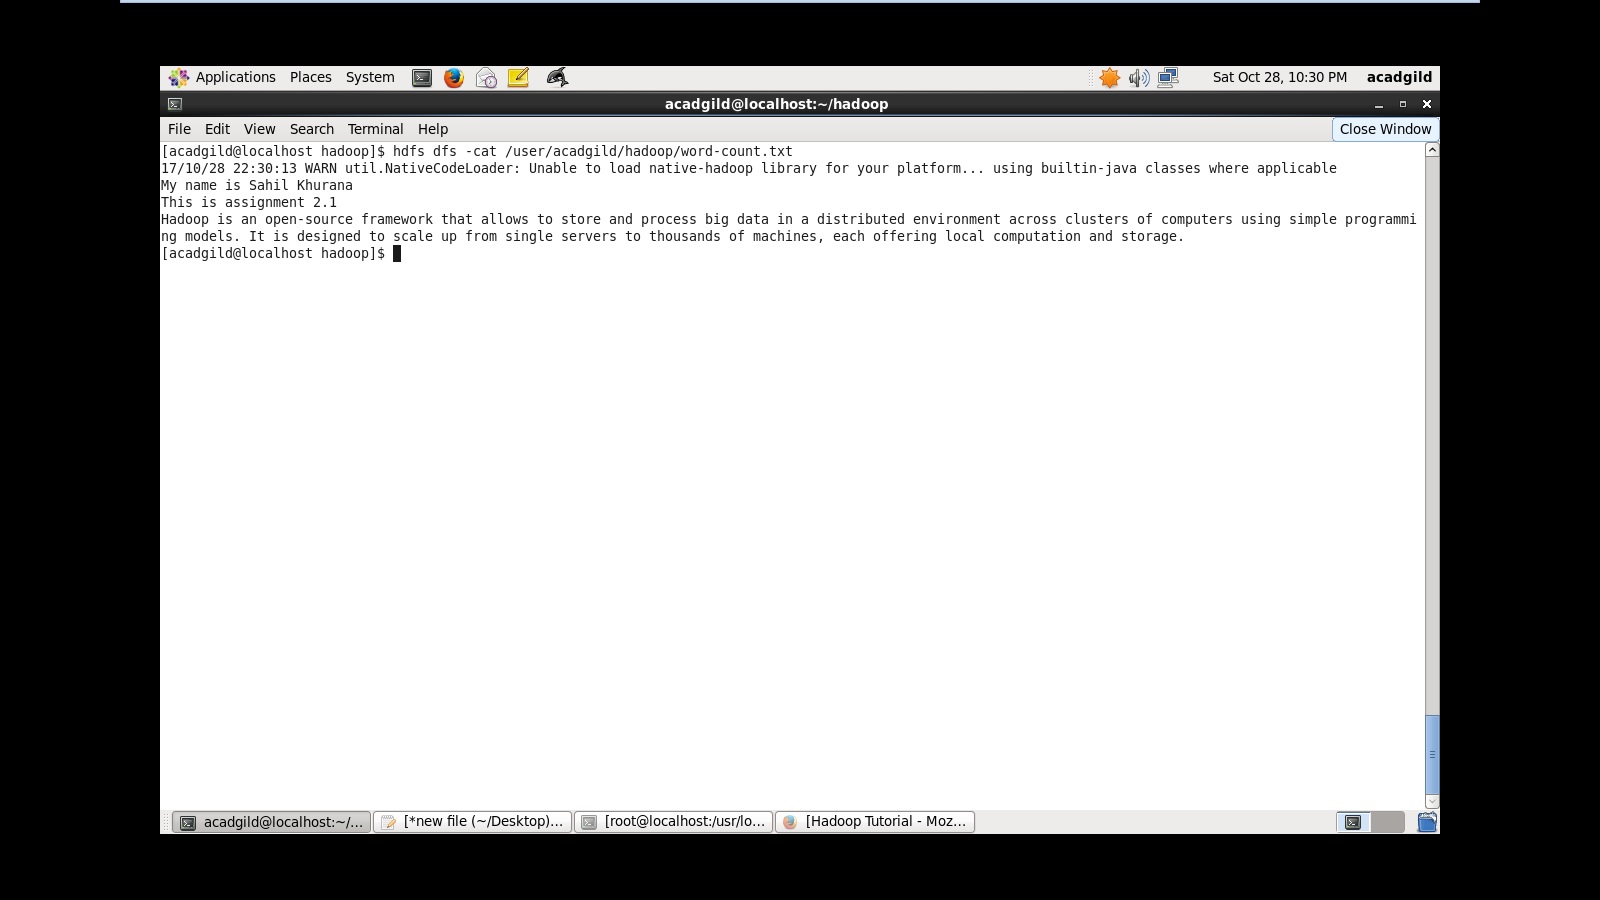 Applications Places System Sat Oct 28, 10:30 PM acadgild
acadgild@localhost:~/hadoop
File Edit View Search Terminal Help Close Window
[acadgild@localhost hadoop]$ hdfs dfs -cat /user/acadgild/hadoop/word-count.txt
17/10/28 22:30:13 WARN util.NativeCodeLoader: Unable to load native-hadoop library for your platform... using builtin-java classes where applicable
My name is Sahil Khurana
This is assignment 2.1
Hadoop is an open-source framework that allows to store and process big data in a distributed environment across clusters of computers using simple programmi
ng models. It is designed to scale up from single servers to thousands of machines, each offering local computation and storage.
[acadgild@localhost hadoop]$
acadgild@localhost:~/... [*new file (~/Desktop)... [root@localhost:/usr/lo... [Hadoop Tutorial - Moz...